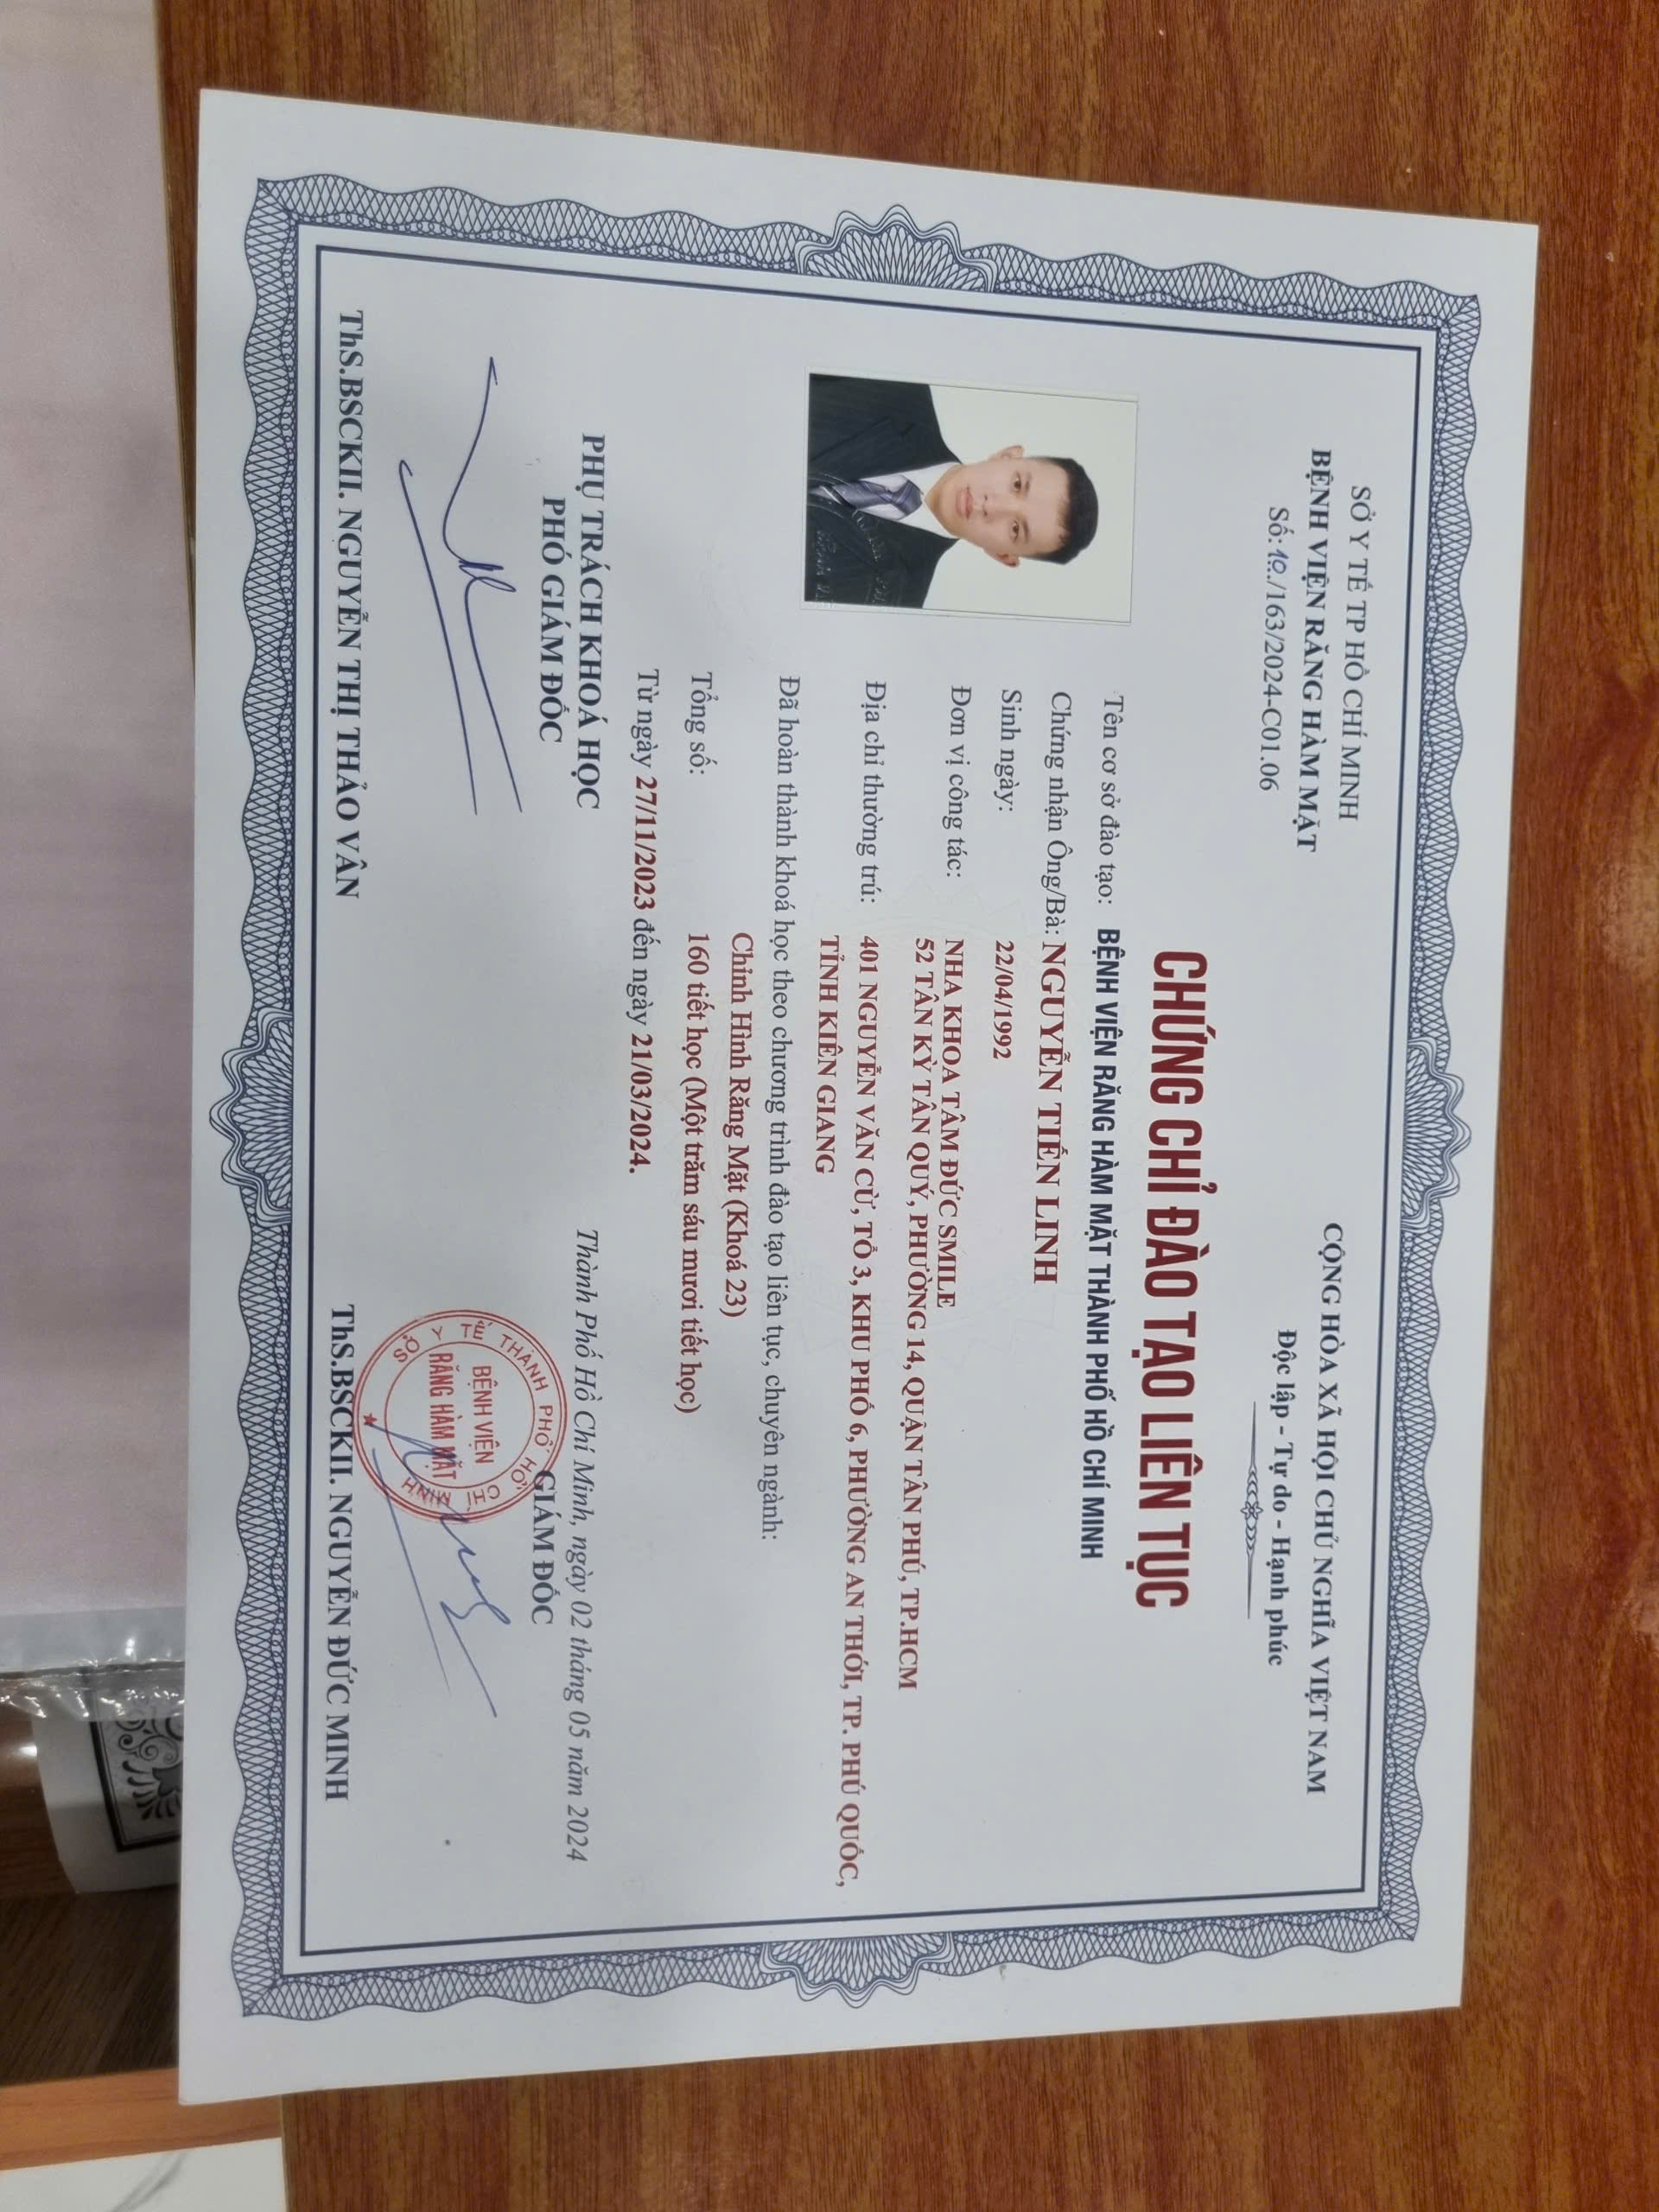 SỞ Y TẾ TP HỒ CHÍ MINH
BỆNH VIỆN RĂNG HÀM MẶT
Số: 10./163/2024-C01.06
CỘNG HÒA XÃ HỘI CHỦ NGHĨA VIỆT NAM
Độc lập - Tự do - Hạnh phúc
CHỨNG CHỈ ĐÀO TẠO LIÊN TỤC
Tên cơ sở đào tạo: BỆNH VIỆN RĂNG HÀM MẶT THÀNH PHỐ HỒ CHÍ MINH
Chứng nhận Ông/Bà: NGUYỄN TIẾN LINH
Sinh ngày: 22/04/1992
Đơn vị công tác: NHA KHOA TÂM ĐỨC SMILE
52 TÂN KỲ TÂN QUÝ, PHƯỜNG 14, QUẬN TÂN PHÚ, TP.HCM
Địa chỉ thường trú: 401 NGUYỄN VĂN CỪ, TỔ 3, KHU PHỐ 6, PHƯỜNG AN THỚI, TP. PHÚ QUỐC,
TỈNH KIÊN GIANG
Đã hoàn thành khoá học theo chương trình đào tạo liên tục, chuyên ngành:
Chỉnh Hình Răng Mặt (Khoá 23)
Tổng số: 160 tiết học (Một trăm sáu mươi tiết học)
Từ ngày 27/11/2023 đến ngày 21/03/2024.
Thành Phố Hồ Chí Minh, ngày 02 tháng 05 năm 2024
PHỤ TRÁCH KHOÁ HỌC
PHÓ GIÁM ĐỐC
GIÁM ĐỐC
SỞ Y TẾ THÀNH PHỐ HỒ CHÍ MINH
BỆNH VIỆN
RĂNG HÀM MẶT
ThS.BSCKII. NGUYỄN THỊ THẢO VÂN
ThS.BSCKII. NGUYỄN ĐỨC MINH